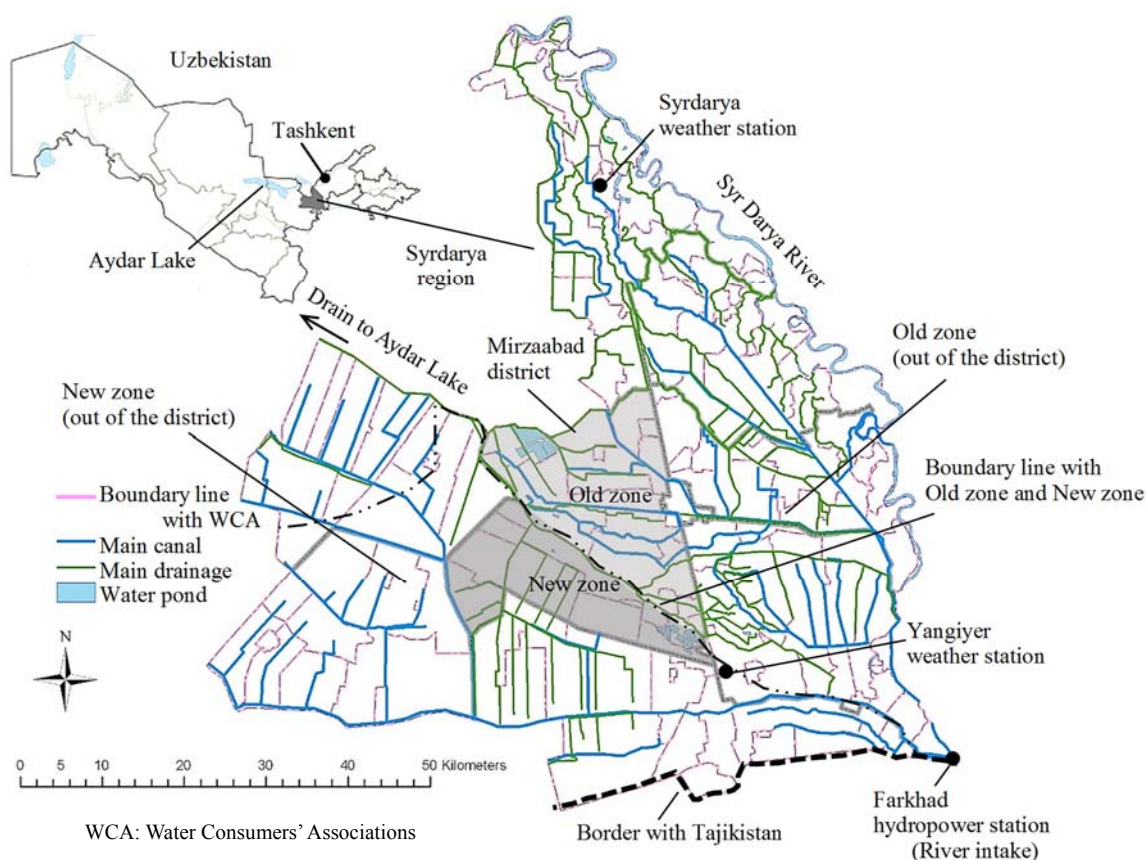 Uzbekistan
Tashkent
Aydar Lake
Syrdarya
region
Syrdarya
weather station
Syr Darya River
Drain to Aydar Lake
Mirzaabad
district
Old zone
(out of the district)
New zone
(out of the district)
Boundary line with
Old zone and New zone
Old zone
New zone
Boundary line
with WCA
Main canal
Main drainage
Water pond
N
Yangiyer
weather station
0 5 10 20 30 40 50 Kilometers
Farkhad
hydropower station
(River intake)
Border with Tajikistan
WCA: Water Consumers’ Associations